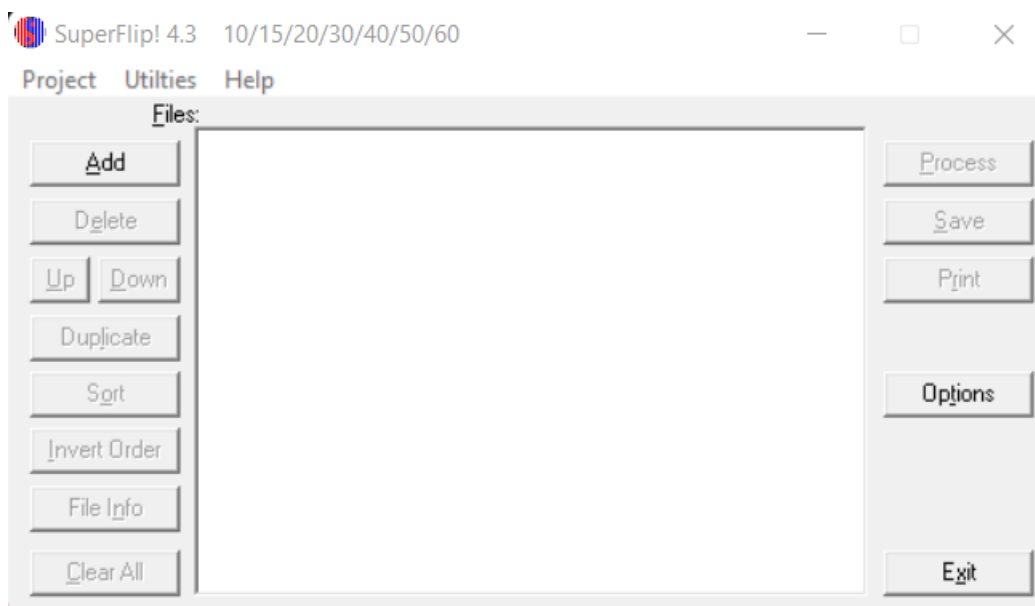 SuperFlip! 4.3 10/15/20/30/40/50/60
Project Utilties Help
Files:
Add
Process
Delete
Save
Up Down
Print
Duplicate
Sort
Options
Invert Order
File Info
Clear All
Exit